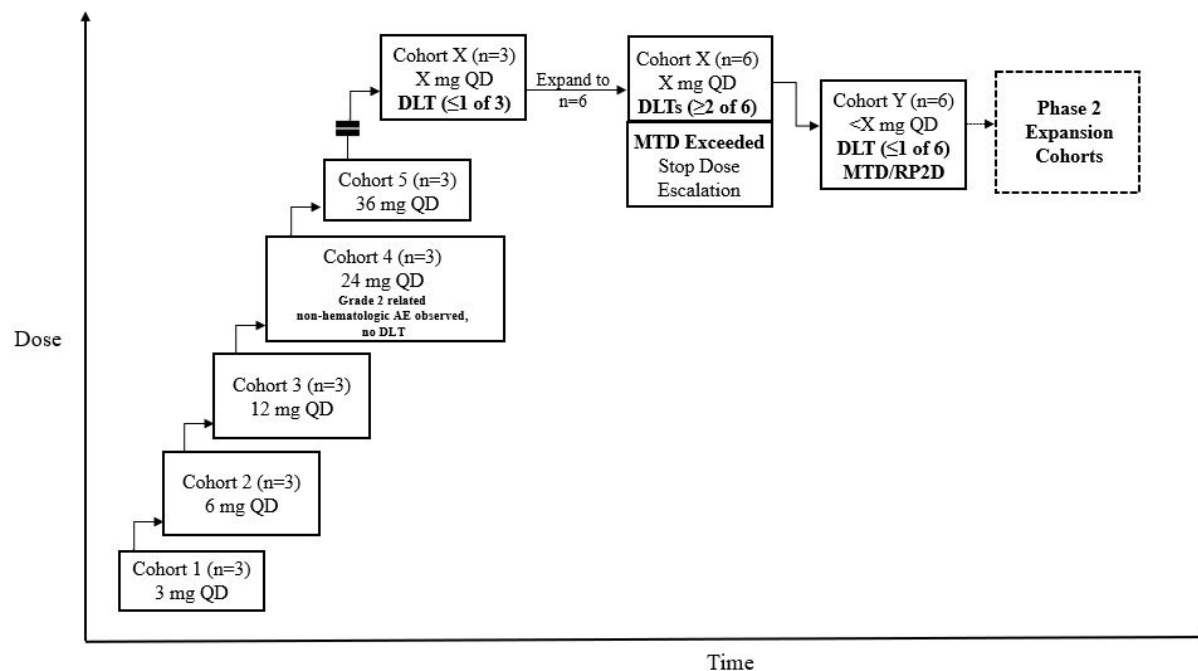 Cohort X (n=3)
X mg QD
DLT (≤1 of 3)
Expand to
n=6
Cohort X (n=6)
X mg QD
DLTs (≥2 of 6)
MTD Exceeded
Stop Dose
Escalation
Cohort Y (n=6)
<X mg QD
DLT (≤1 of 6)
MTD/RP2D
Phase 2
Expansion
Cohorts
Cohort 5 (n=3)
36 mg QD
Cohort 4 (n=3)
24 mg QD
Grade 2 related
non-hematologic AE observed,
no DLT
Dose
Cohort 3 (n=3)
12 mg QD
Cohort 2 (n=3)
6 mg QD
Cohort 1 (n=3)
3 mg QD
Time